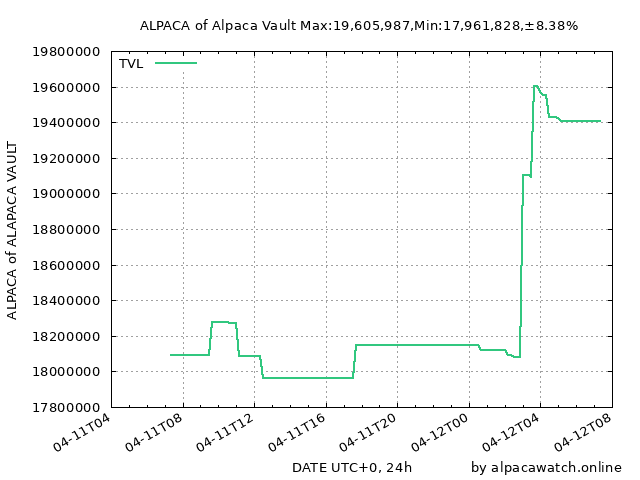 ALPACA of Alpaca Vault Max:19,605,987,Min:17,961,828,±8.38%
19800000
TVL
19600000
19400000
19200000
19000000
18800000
18600000
18400000
18200000
18000000
17800000
ALPACA of ALAPACA VAULT
04-11T04
04-11T08
04-11T12
04-11T16
04-11T20
04-12T00
04-12T04
04-12T08
DATE UTC+0, 24h
by alpacawatch.online